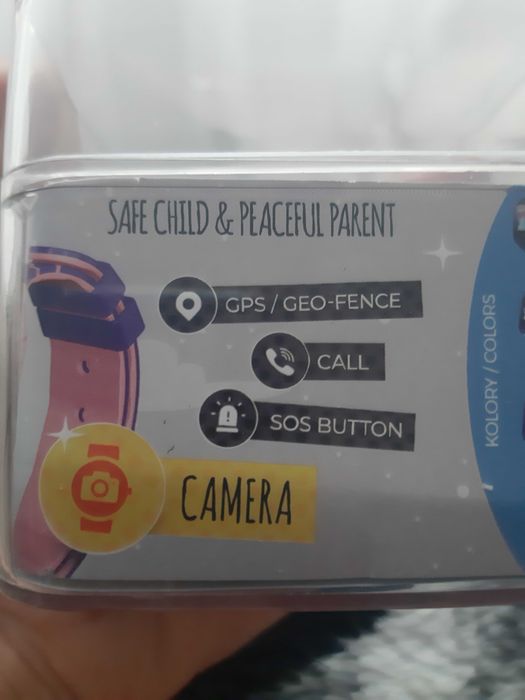 SAFE CHILD & PEACEFUL PARENT
GPS / GEO-FENCE
CALL
SOS BUTTON
CAMERA
KOLORY / COLORS